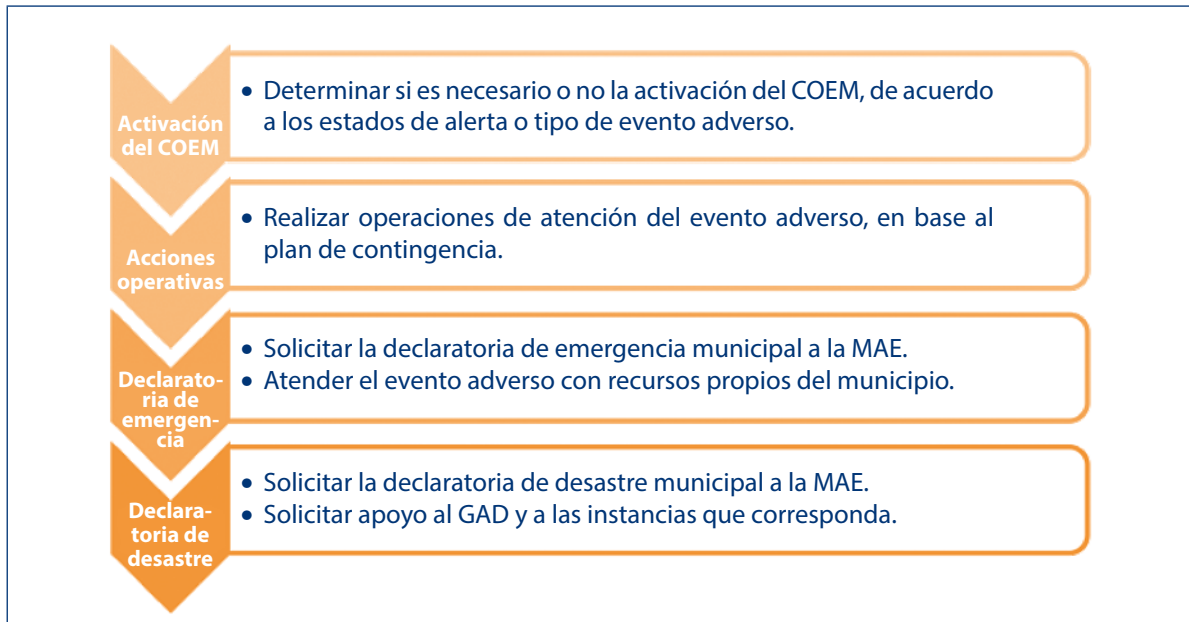 Activación
del COEM
• Determinar si es necesario o no la activación del COEM, de acuerdo
a los estados de alerta o tipo de evento adverso.
Acciones
operativas
• Realizar operaciones de atención del evento adverso, en base al
plan de contingencia.
Declarato-
ria de
emergen-
cia
• Solicitar la declaratoria de emergencia municipal a la MAE.
• Atender el evento adverso con recursos propios del municipio.
Declara-
toria de
desastre
• Solicitar la declaratoria de desastre municipal a la MAE.
• Solicitar apoyo al GAD y a las instancias que corresponda.